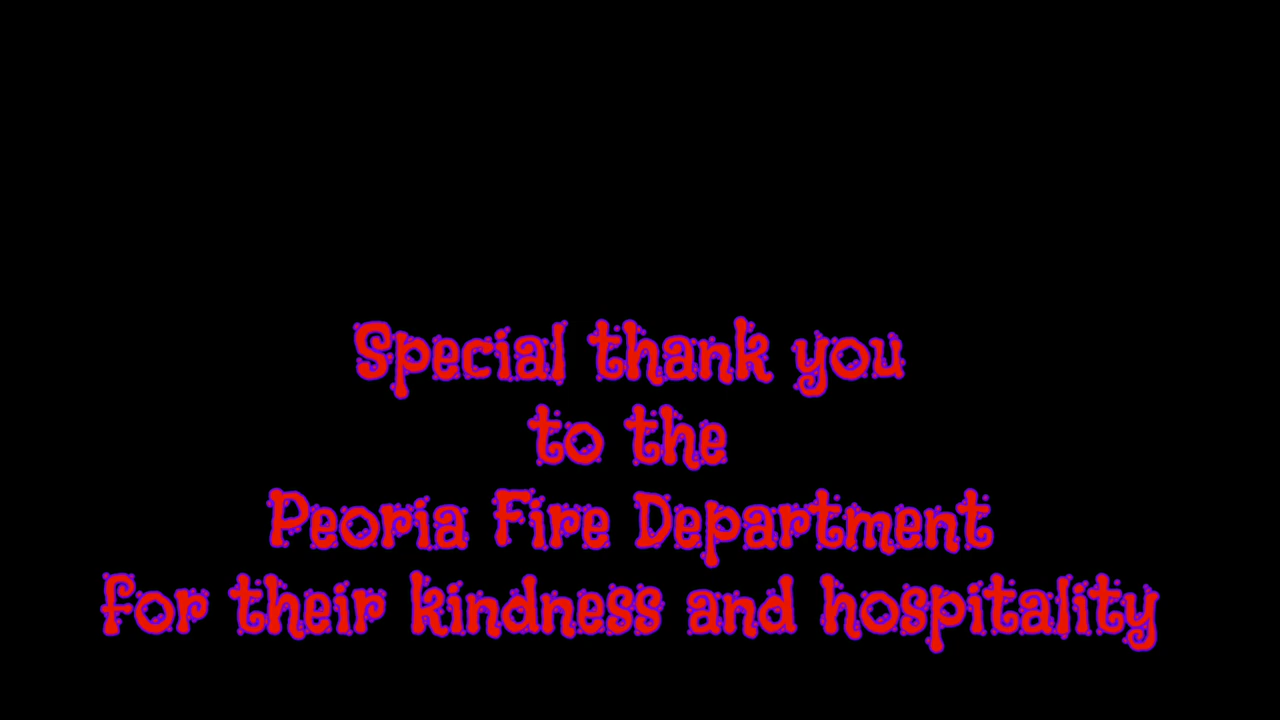 Special thank you
to the
Peoria Fire Department
for their kindness and hospitality